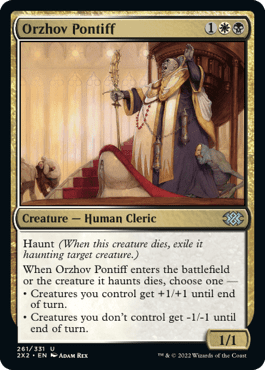 Orzhov Pontiff 1
Creature — Human Cleric
Haunt (When this creature dies, exile it
haunting target creature.)
When Orzhov Pontiff enters the battlefield
or the creature it haunts dies, choose one —
• Creatures you control get +1/+1 until end
of turn.
• Creatures you don't control get -1/-1 until
end of turn.
1/1
261/331 U
2X2 • EN Adam Rex
™ & © 2022 Wizards of the Coast